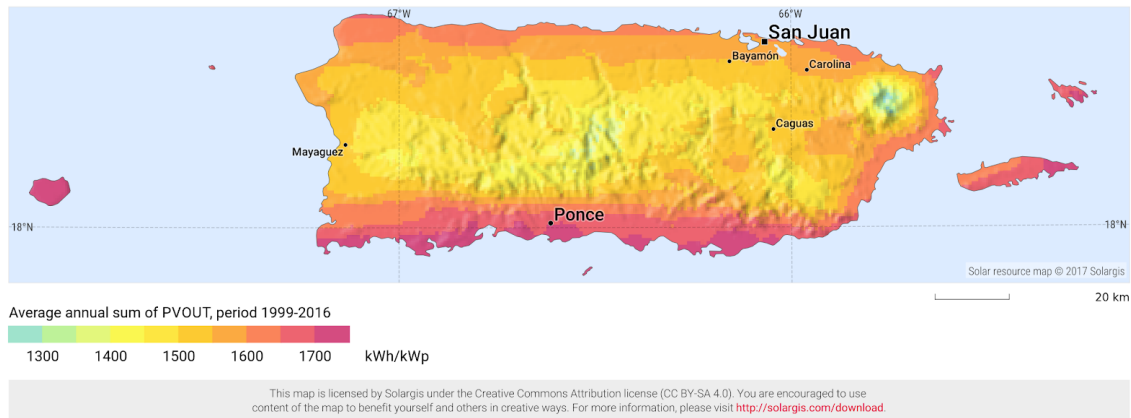 67°W
66°W
San Juan
Bayamón
Carolina
Caguas
Mayaguez
Ponce
18°N
18°N
Solar resource map © 2017 Solargis
20 km
Average annual sum of PVOUT, period 1999-2016
1300 1400 1500 1600 1700 kWh/kWp
This map is licensed by Solargis under the Creative Commons Attribution license (CC BY-SA 4.0). You are encouraged to use
content of the map to benefit yourself and others in creative ways. For more information, please visit http://solargis.com/download.